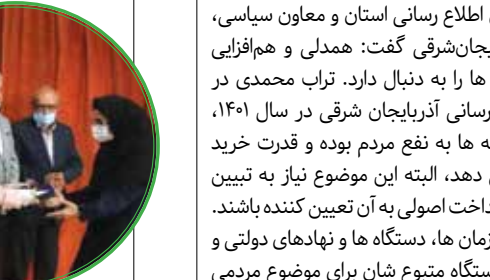 اطلاع رسانی استان و معاون سیاسی،
یجان‌شرقی گفت: همدلی و هم‌افزایی
ها را به دنبال دارد. تراب محمدی در
رسانی آذربایجان شرقی در سال ۱۴۰۱،
ه ها به نفع مردم بوده و قدرت خرید
دهد، البته این موضوع نیاز به تبیین
داخت اصولی به آن تعیین کننده باشند.
زمان ها، دستگاه ها و نهادهای دولتی و
ستگاه متبوع شان برای موضوع مردمی